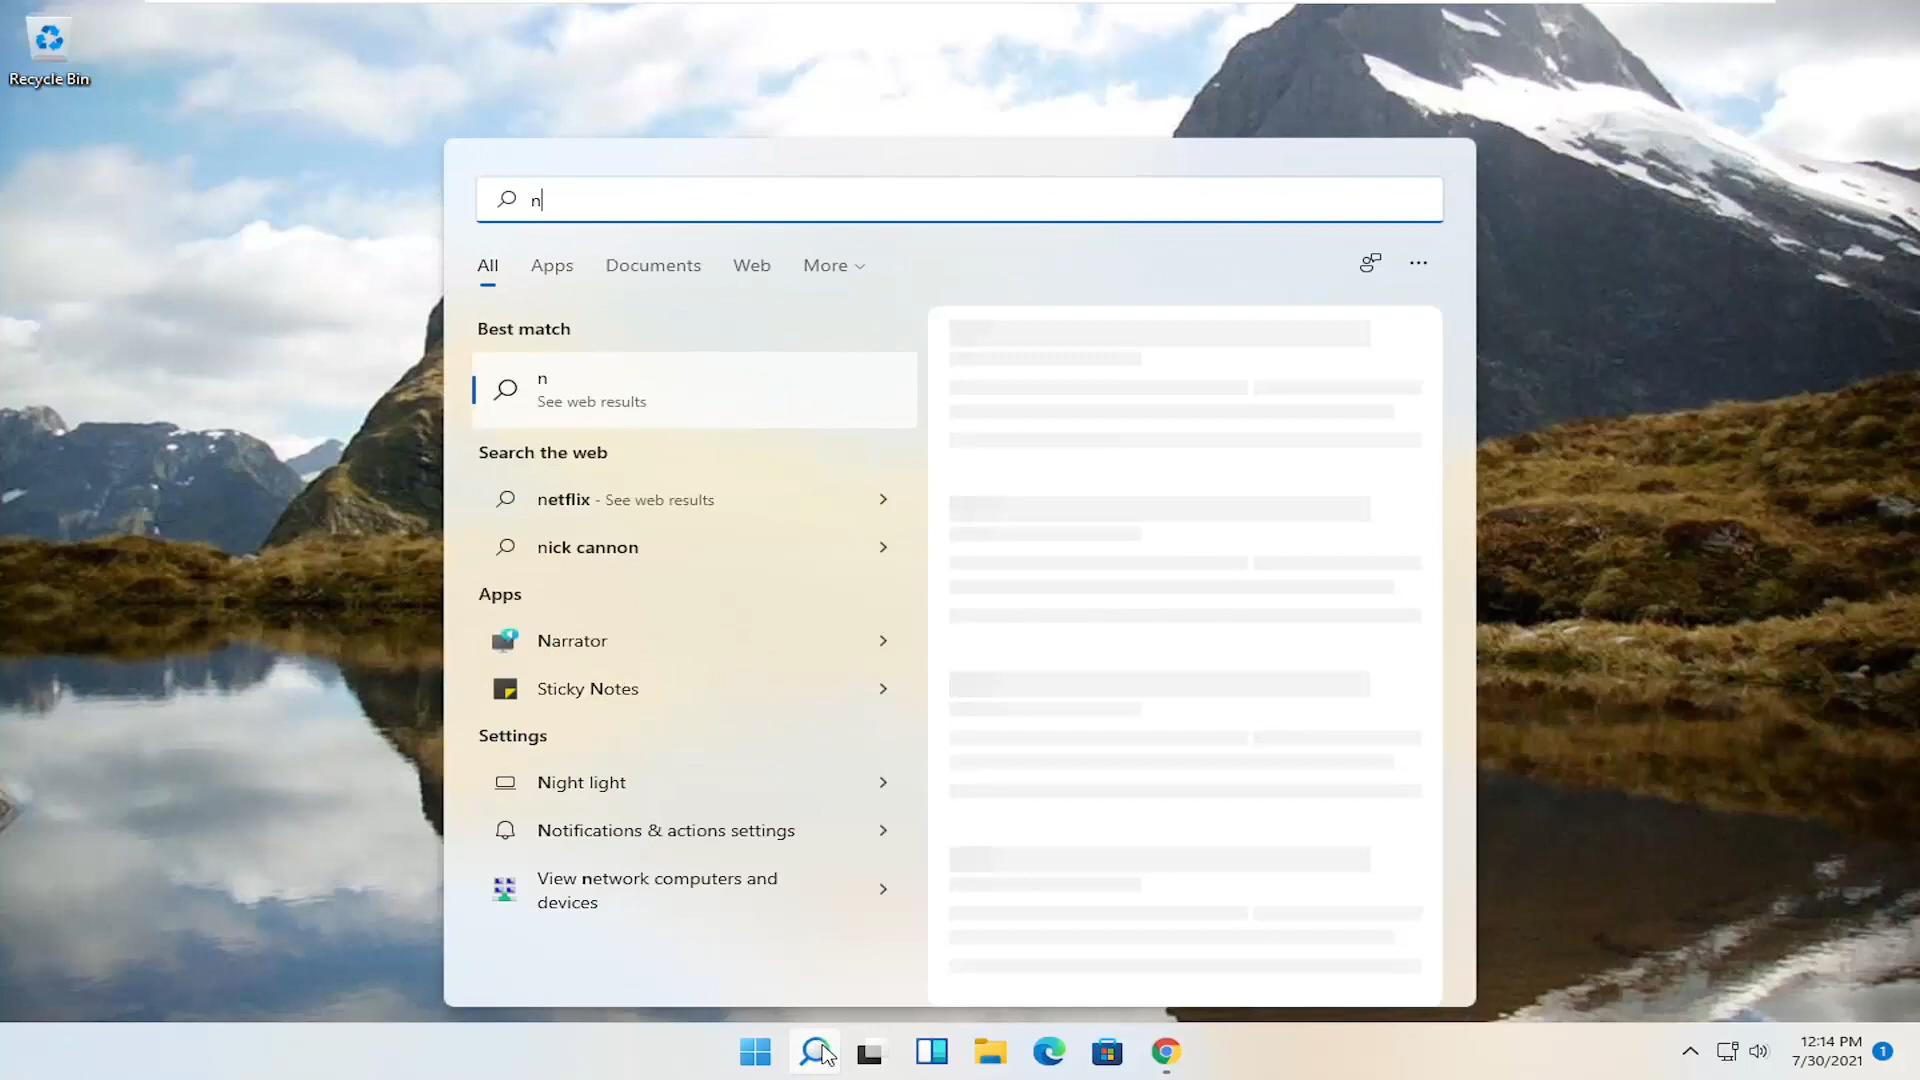 Recycle Bin
n
All Apps Documents Web More
Best match
n
See web results
Search the web
netflix - See web results
nick cannon
Apps
Narrator
Sticky Notes
Settings
Night light
Notifications & actions settings
View network computers and
devices
12:14 PM
7/30/2021
1